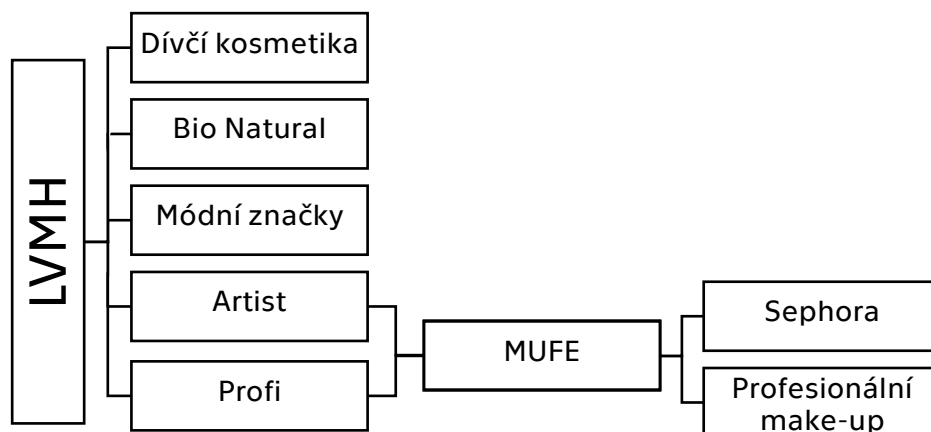 LVMH
Dívčí kosmetika
Bio Natural
Módní značky
Artist
Profi
MUFE
Sephora
Profesionální
make-up